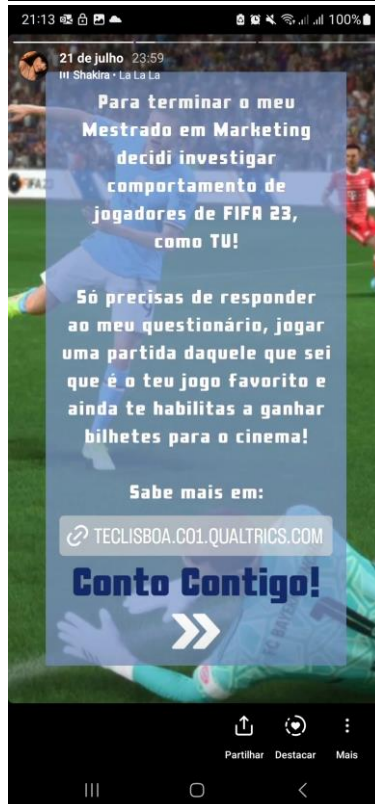 21:13
100%
21 de julho 23:59
Shakira • La La La
Para terminar o meu
Mestrado em Marketing
decidi investigar
comportamento de
jogadores de FIFA 23,
como TU!
Só precisas de responder
ao meu questionário, jogar
uma partida daquele que sei
que é o teu jogo favorito e
ainda te habilitas a ganhar
bilhetes para o cinema!
Sabe mais em:
TECLISBOA.CO1.QUALTRICS.COM
Conto Contigo!
Partilhar Destacar Mais